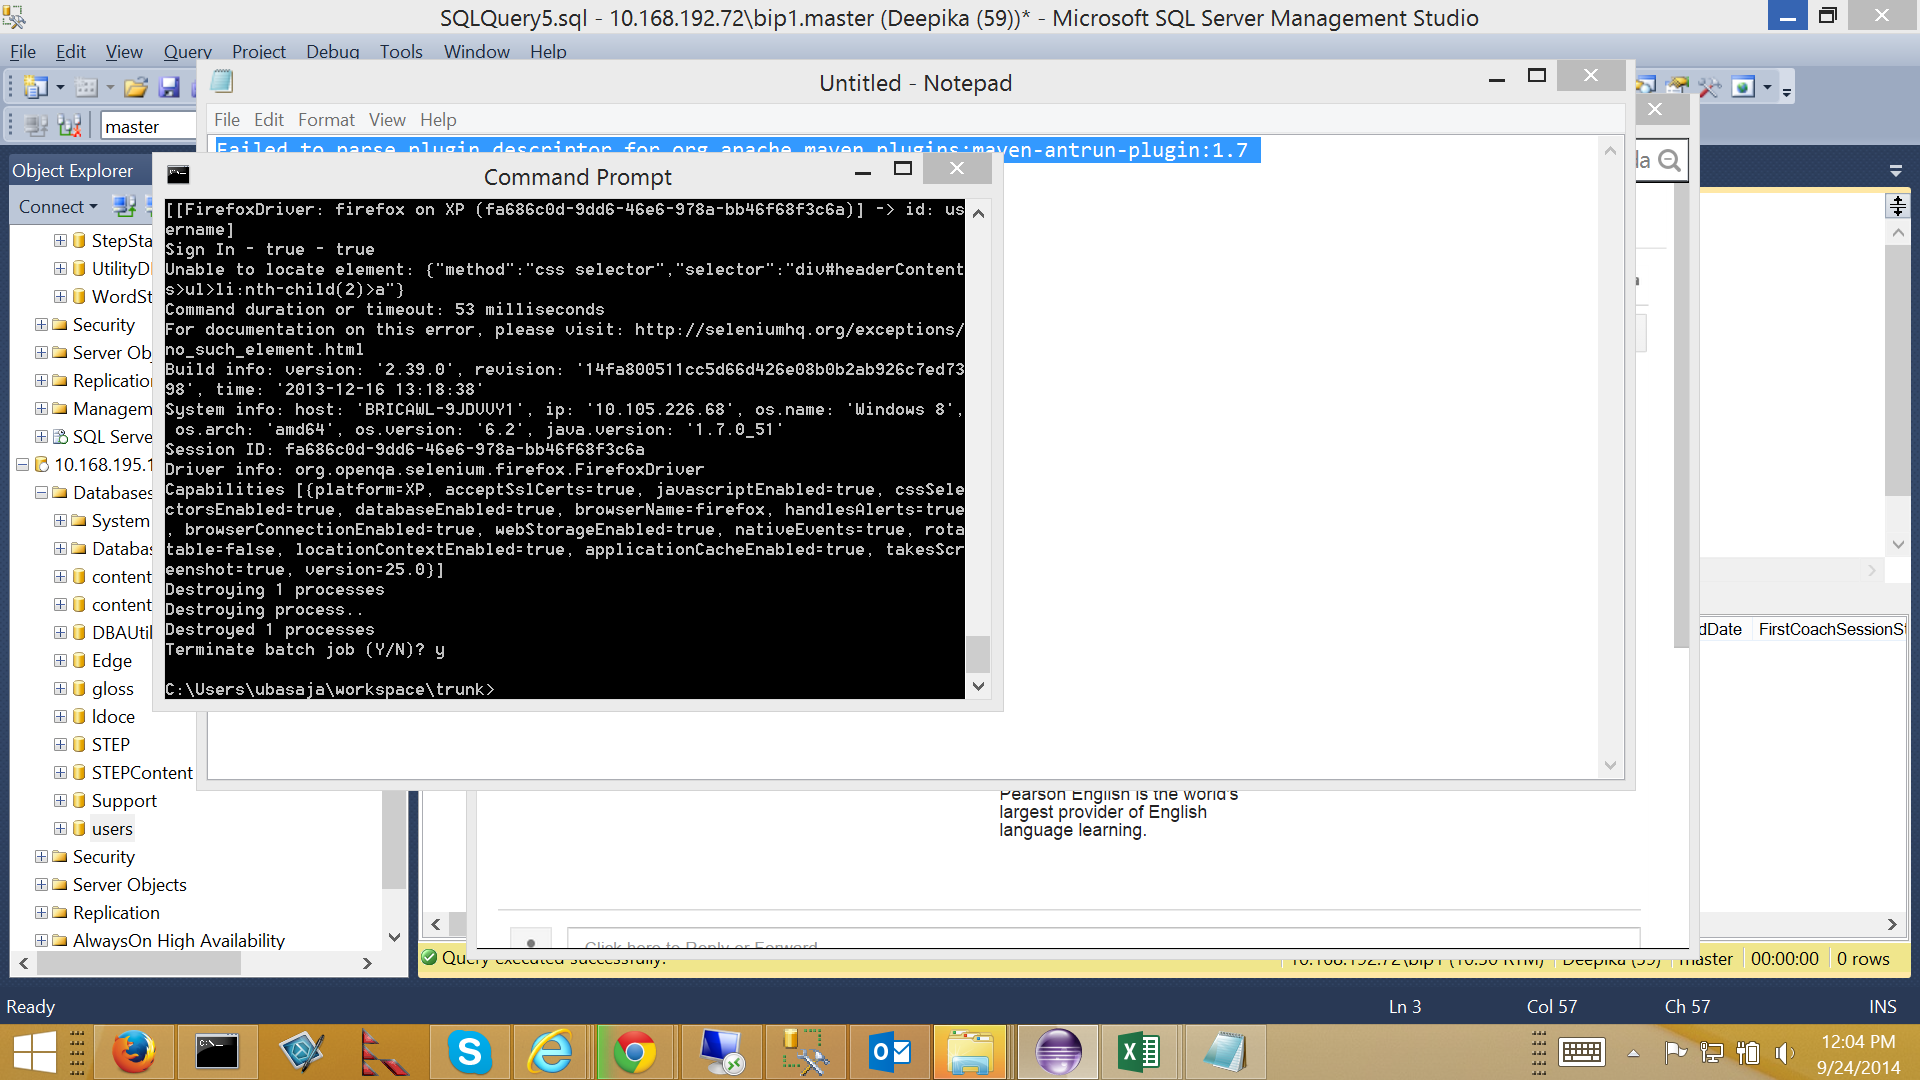 SQLQuery5.sql - 10.168.192.72\bip1.master (Deepika (59))* - Microsoft SQL Server Management Studio
File Edit View Query Project Debug Tools Window Help
master
Untitled - Notepad
File Edit Format View Help
Failed to parse plugin descriptor for org.apache.maven.plugins:maven-antrun-plugin:1.7
Object Explorer
Connect
StepSta
UtilityD
WordSt
Security
Server Ob
Replication
Managem
SQL Serve
10.168.195.1
Databases
System
Databas
content
content
DBAUtil
Edge
gloss
ldoce
STEP
STEPContent
Support
users
Security
Server Objects
Replication
AlwaysOn High Availability
Command Prompt
[[FirefoxDriver: firefox on XP (fa686c0d-9dd6-46e6-978a-bb46f68f3c6a)] -> id: us
ername]
Sign In - true - true
Unable to locate element: {"method":"css selector","selector":"div#headerContent
s>ul>li:nth-child(2)>a"}
Command duration or timeout: 53 milliseconds
For documentation on this error, please visit: http://seleniumhq.org/exceptions/
no_such_element.html
Build info: version: '2.39.0', revision: '14fa800511cc5d66d426e08b0b2ab926c7ed73
98', time: '2013-12-16 13:18:38'
System info: host: 'BRICAWL-9JDVVY1', ip: '10.105.226.68', os.name: 'Windows 8',
os.arch: 'amd64', os.version: '6.2', java.version: '1.7.0_51'
Session ID: fa686c0d-9dd6-46e6-978a-bb46f68f3c6a
Driver info: org.openqa.selenium.firefox.FirefoxDriver
Capabilities [{platform=XP, acceptSslCerts=true, javascriptEnabled=true, cssSele
ctorsEnabled=true, databaseEnabled=true, browserName=firefox, handlesAlerts=true
, browserConnectionEnabled=true, webStorageEnabled=true, nativeEvents=true, rota
table=false, locationContextEnabled=true, applicationCacheEnabled=true, takesScr
eenshot=true, version=25.0}]
Destroying 1 processes
Destroying process..
Destroyed 1 processes
Terminate batch job (Y/N)? y
C:\Users\ubasaja\workspace\trunk>
da
dDate FirstCoachSessionSt
Pearson English is the world's
largest provider of English
language learning.
Click here to Reply or Forward
Query executed successfully.
10.168.192.72\bip1 (10.50 RTM) Deepika (59) master 00:00:00 0 rows
Ready
Ln 3 Col 57 Ch 57 INS
12:04 PM
9/24/2014